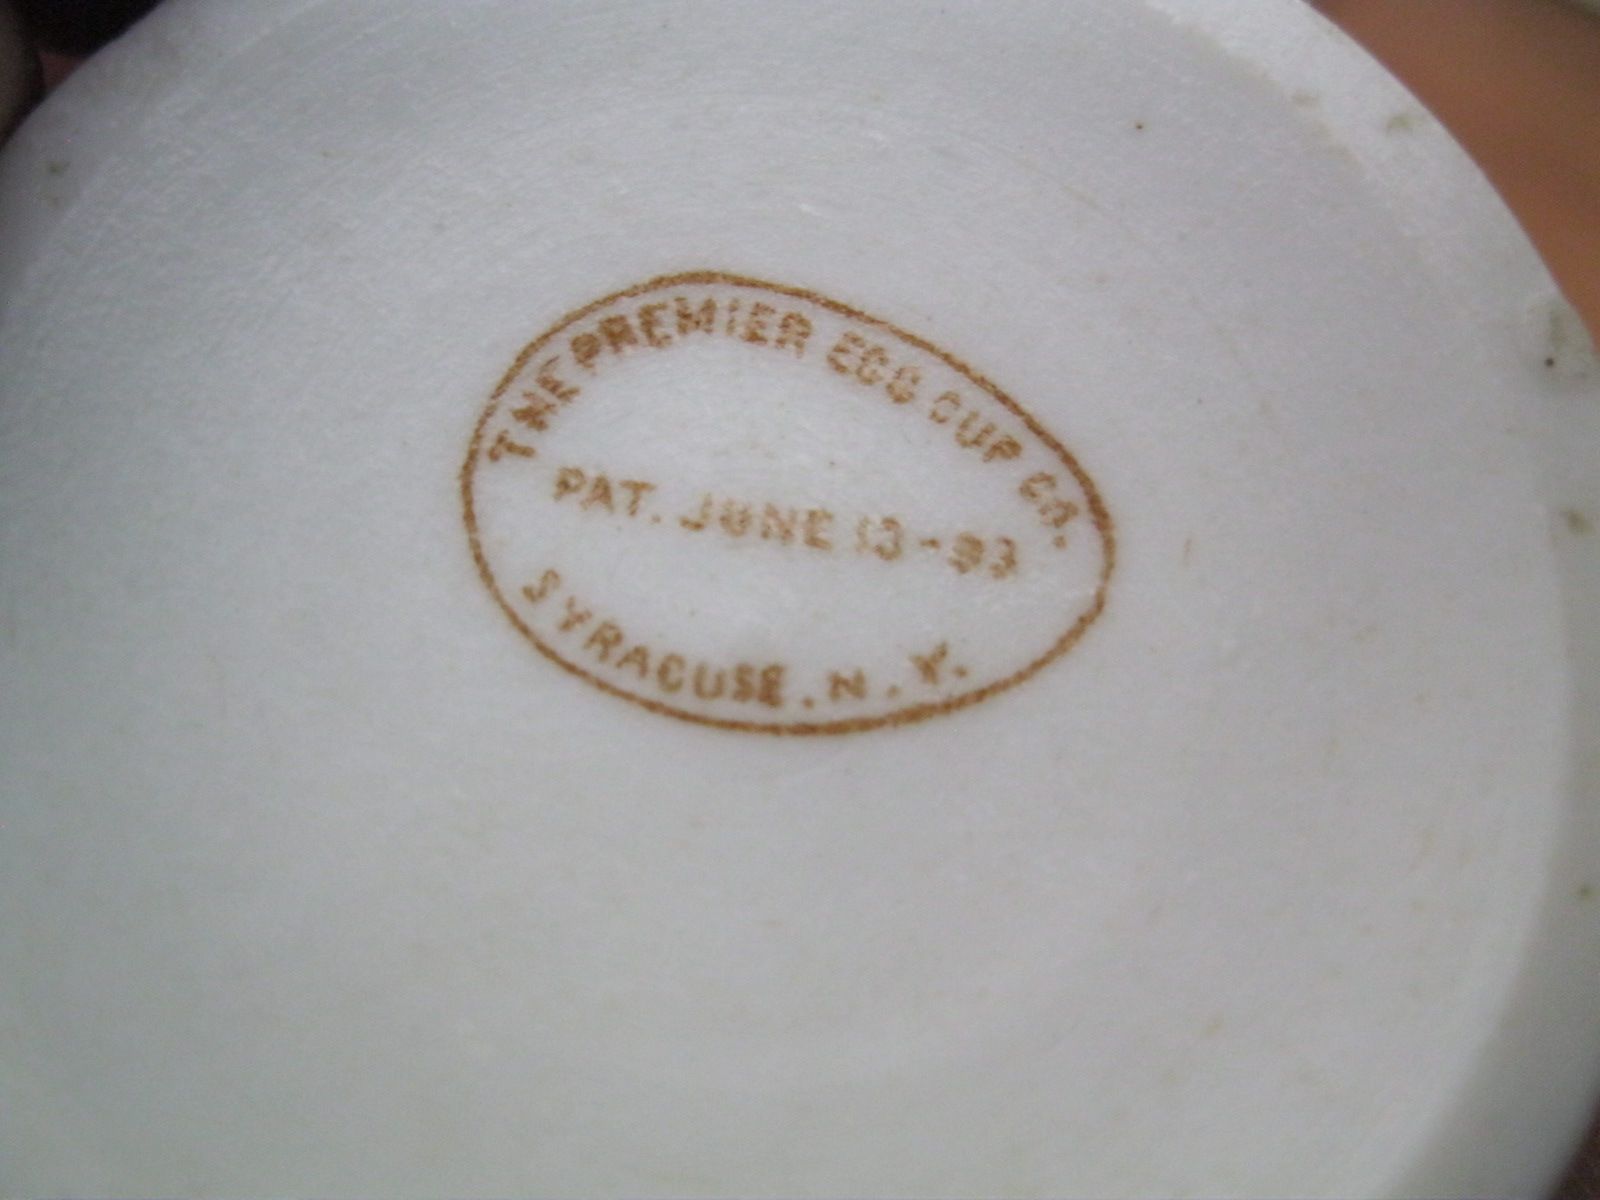 THE PREMIER EGG CUP CO.
PAT. JUNE 13-93
SYRACUSE. N. Y.